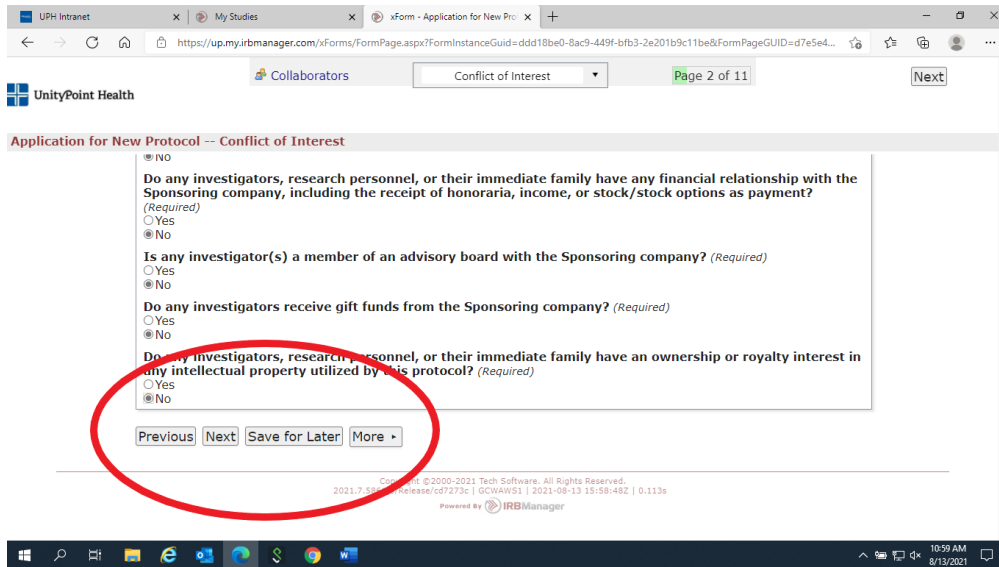 UPH Intranet
My Studies
xForm - Application for New Pro
https://up.my.irbmanager.com/xForms/FormPage.aspx?FormInstanceGuid=ddd18be0-8ac9-449f-bfb3-2e201b9c11be&FormPageGUID=d7e5e4...
Collaborators
Conflict of Interest
Page 2 of 11
Next
UnityPoint Health
Application for New Protocol -- Conflict of Interest
No
Do any investigators, research personnel, or their immediate family have any financial relationship with the
Sponsoring company, including the receipt of honoraria, income, or stock/stock options as payment?
(Required)
Yes
No
Is any investigator(s) a member of an advisory board with the Sponsoring company? (Required)
Yes
No
Do any investigators receive gift funds from the Sponsoring company? (Required)
Yes
No
Do any investigators, research personnel, or their immediate family have an ownership or royalty interest in
any intellectual property utilized by this protocol? (Required)
Yes
No
Previous Next Save for Later More
Copyright ©2000-2021 Tech Software. All Rights Reserved.
/Release/cd7273c | GCWAWS1 | 2021-08-13 15:58:48Z | 0.113s
Powered By IRBManager
10:59 AM
8/13/2021